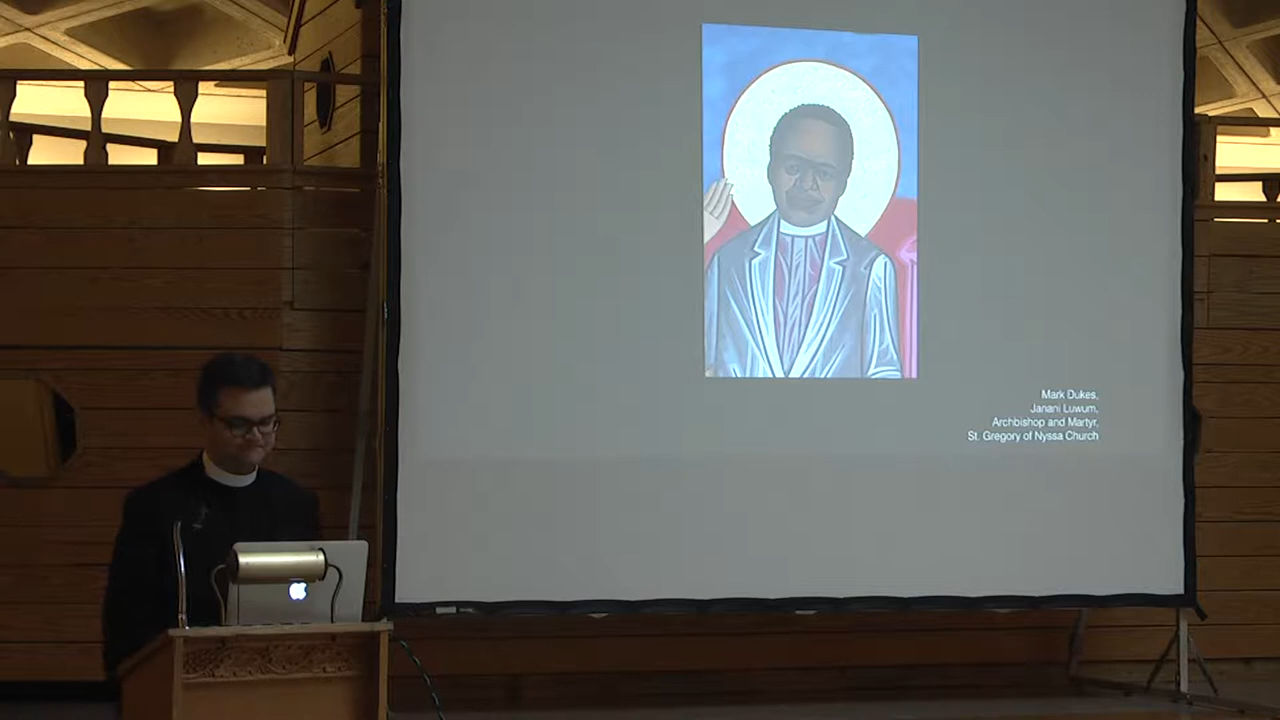 Mark Dukes,
Janani Luwum,
Archbishop and Martyr,
St. Gregory of Nyssa Church